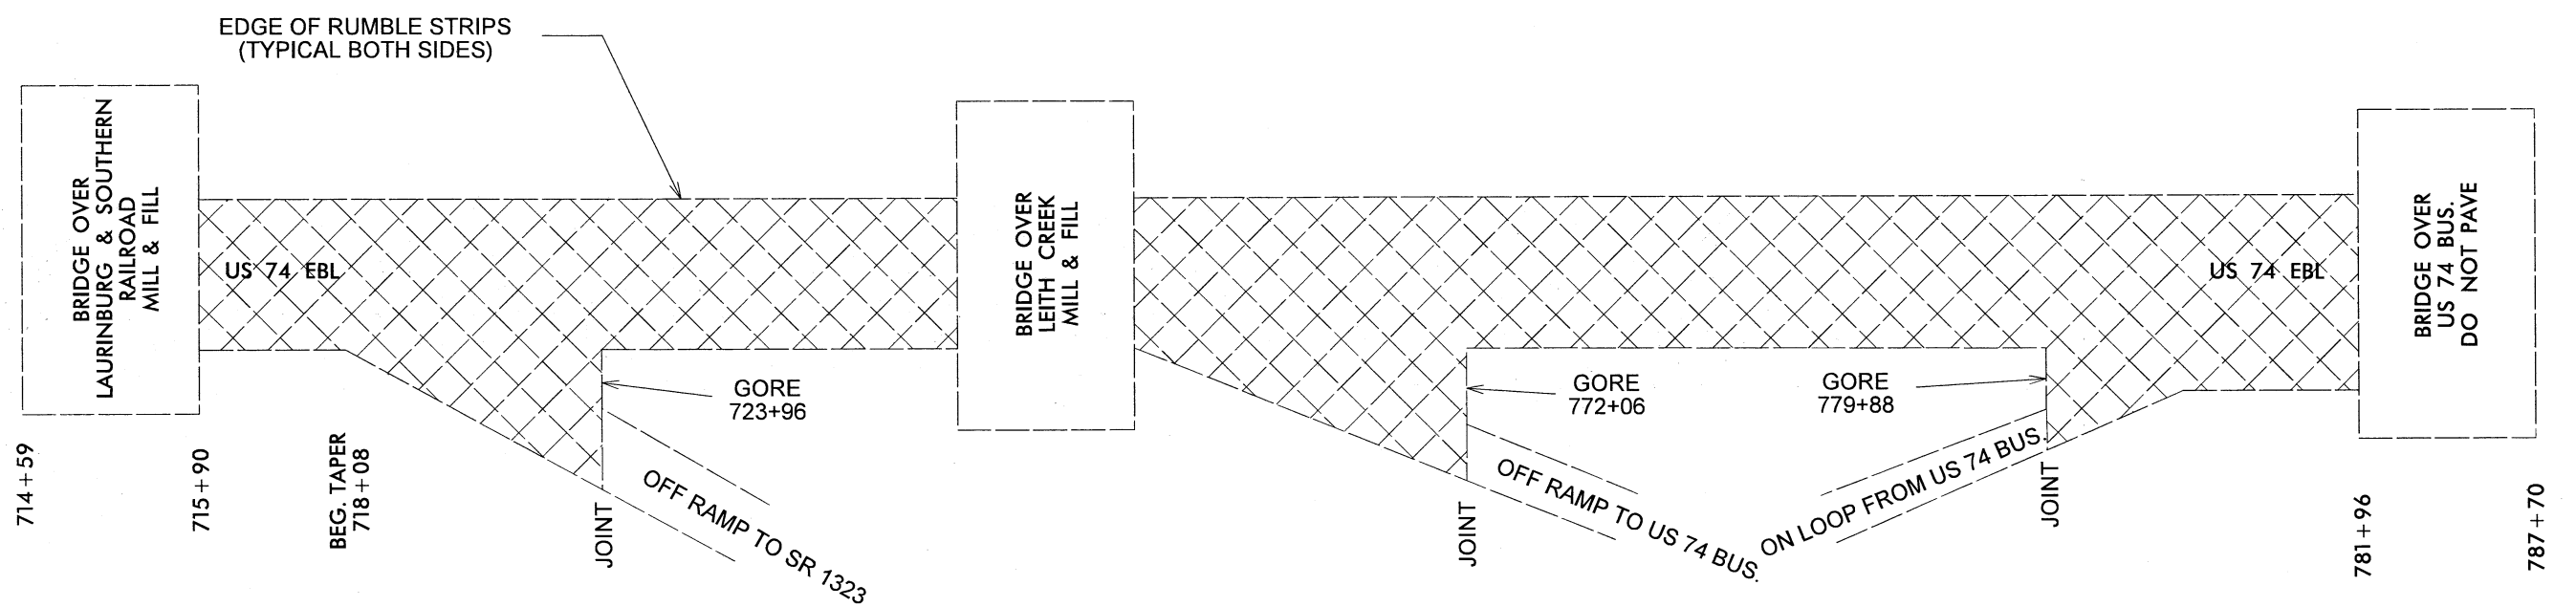 EDGE OF RUMBLE STRIPS
(TYPICAL BOTH SIDES)
BRIDGE OVER
LAURINBURG & SOUTHERN
RAILROAD
MILL & FILL
US 74 EBL
BRIDGE OVER
LEITH CREEK
MILL & FILL
US 74 EBL
BRIDGE OVER
US 74 BUS.
DO NOT PAVE
GORE
723+96
GORE
772+06
GORE
779+88
714+59
715+90
BEG. TAPER
718+08
JOINT
OFF RAMP TO SR 1323
JOINT
OFF RAMP TO US 74 BUS.
ON LOOP FROM US 74 BUS.
JOINT
781+96
787+70